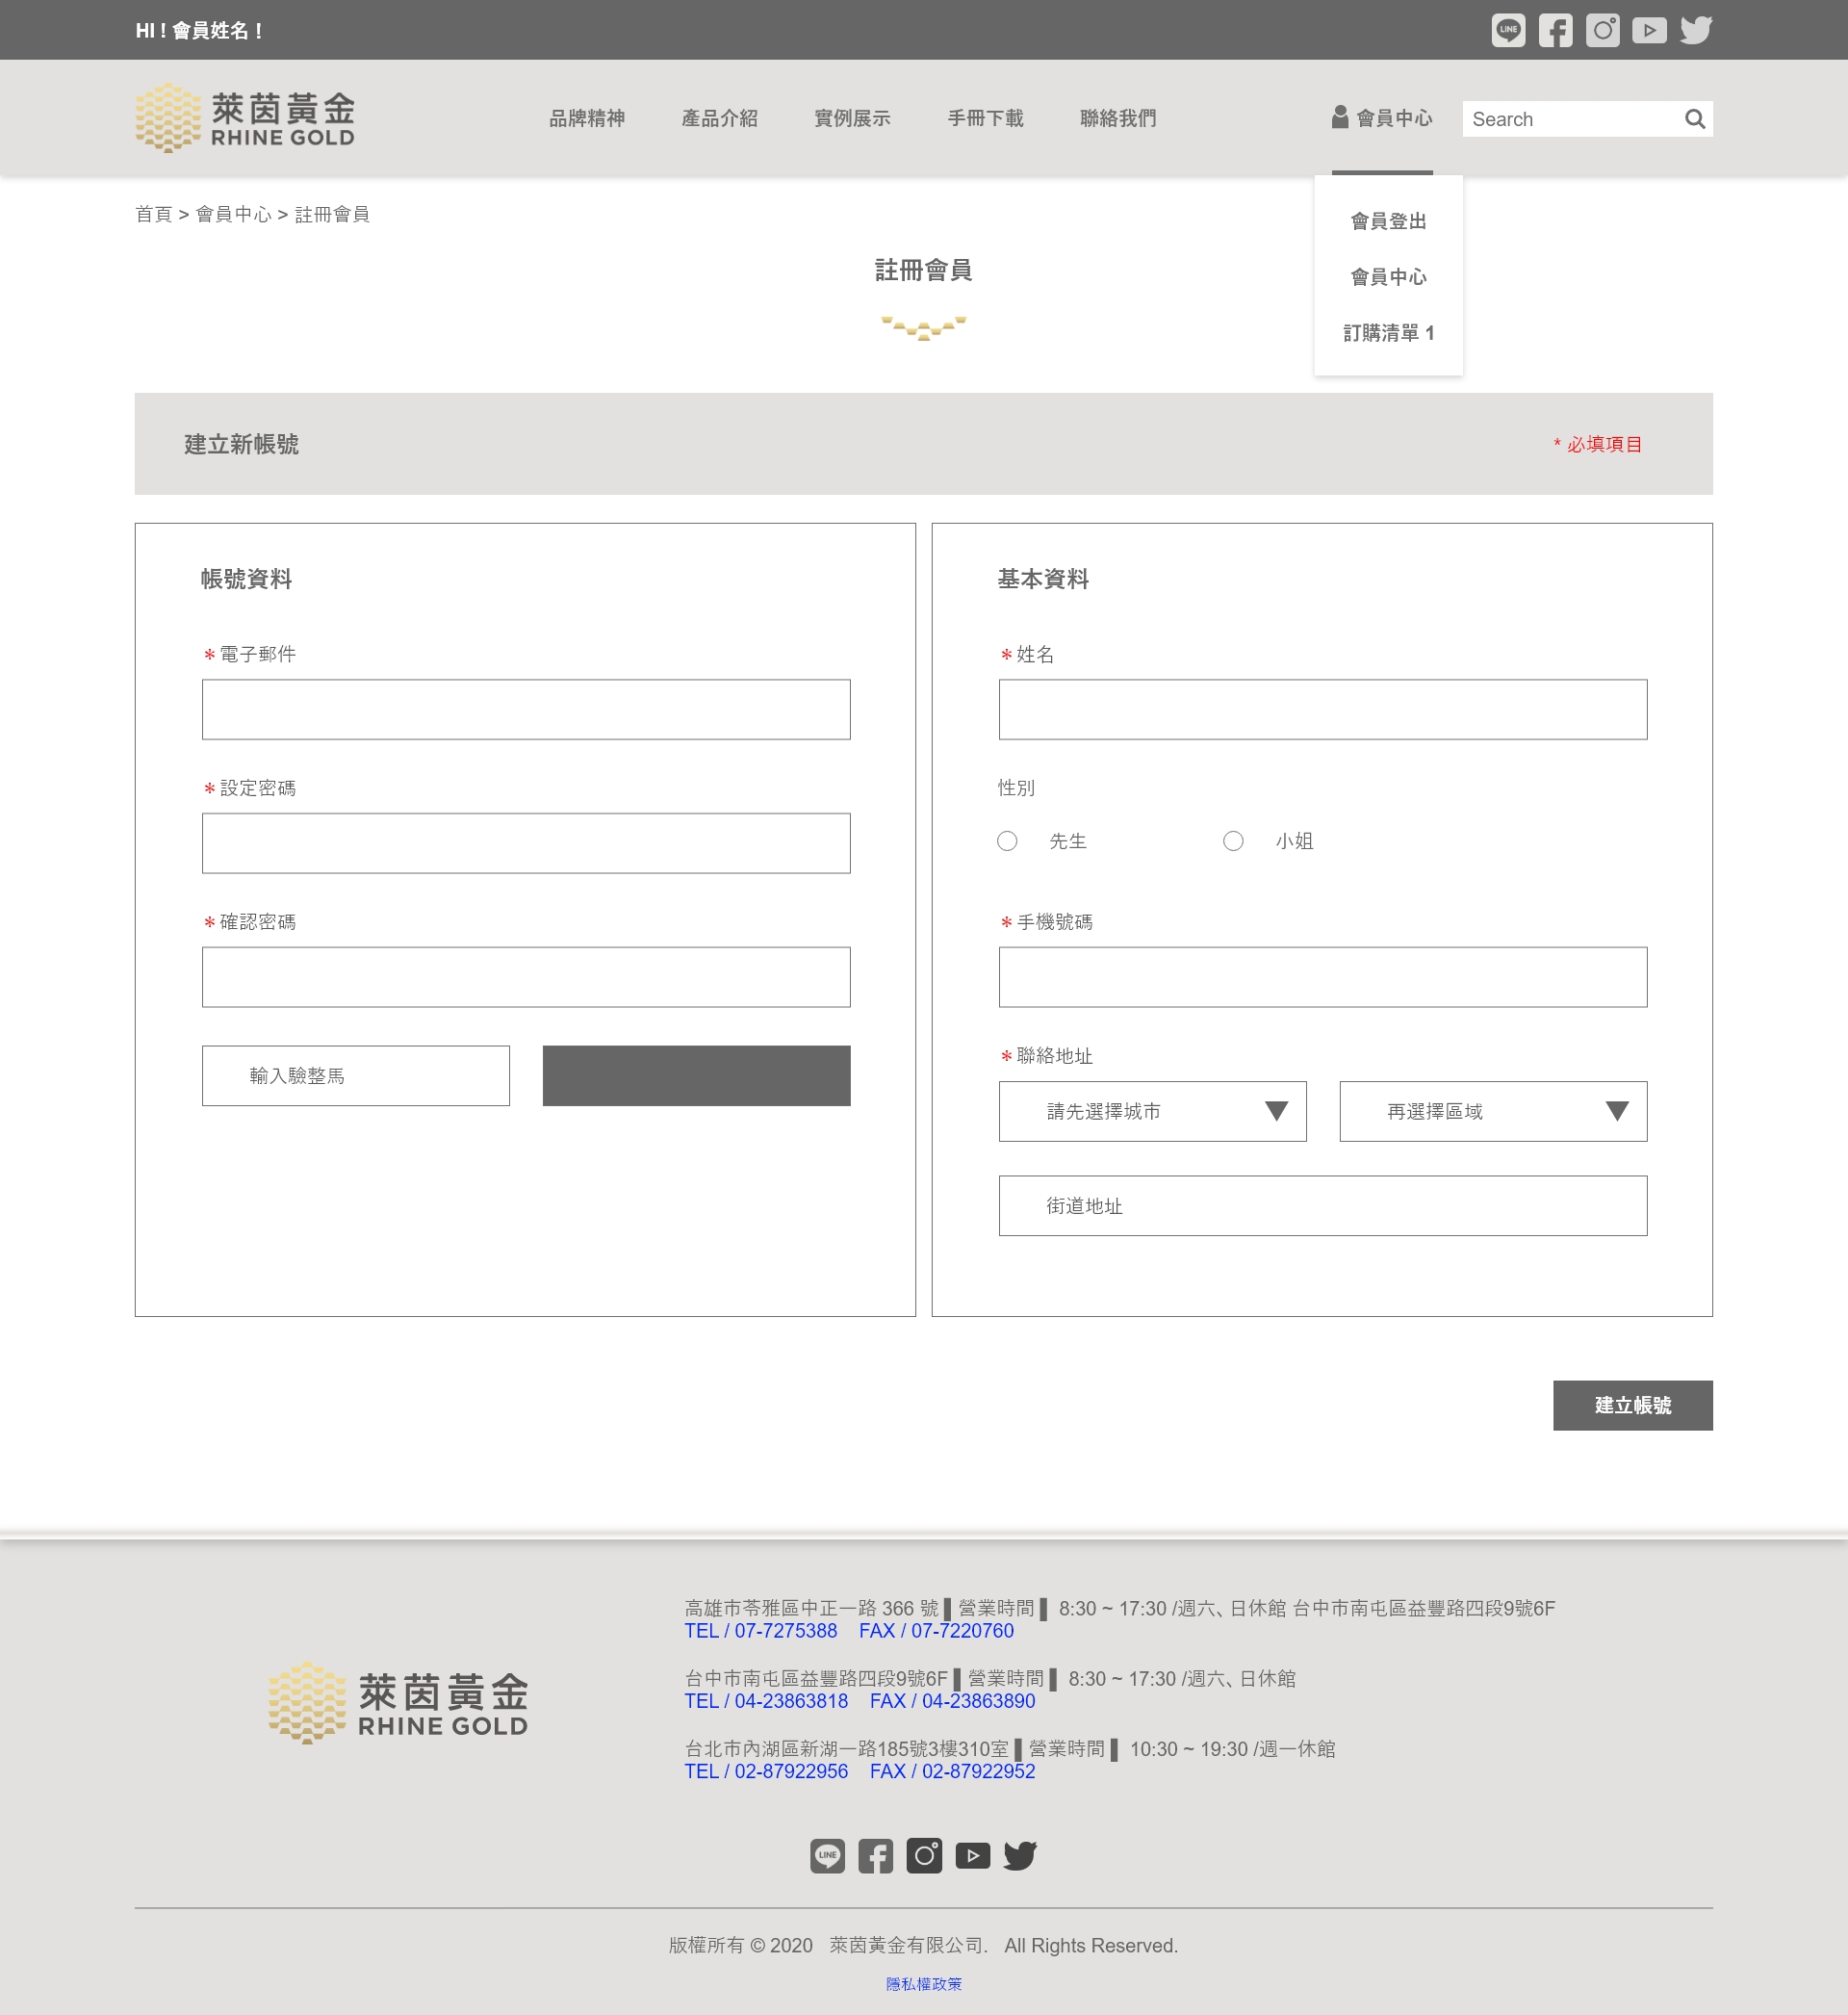 HI ! 會員姓名 !
萊茵黃金
RHINE GOLD
品牌精神 產品介紹 實例展示 手冊下載 聯絡我們
會員中心
Search
會員登出
會員中心
訂購清單 1
首頁 > 會員中心 > 註冊會員
註冊會員
建立新帳號
* 必填項目
帳號資料
*電子郵件
*設定密碼
*確認密碼
輸入驗整馬
基本資料
*姓名
性別
先生 小姐
*手機號碼
*聯絡地址
請先選擇城市 再選擇區域
街道地址
建立帳號
萊茵黃金
RHINE GOLD
高雄市苓雅區中正一路 366 號 ▌營業時間 ▌ 8:30 ~ 17:30 /週六、日休館 台中市南屯區益豐路四段9號6F
TEL / 07-7275388 FAX / 07-7220760
台中市南屯區益豐路四段9號6F ▌營業時間 ▌ 8:30 ~ 17:30 /週六、日休館
TEL / 04-23863818 FAX / 04-23863890
台北市內湖區新湖一路185號3樓310室 ▌營業時間 ▌ 10:30 ~ 19:30 /週一休館
TEL / 02-87922956 FAX / 02-87922952
LINE
版權所有 © 2020 萊茵黃金有限公司. All Rights Reserved.
隱私權政策